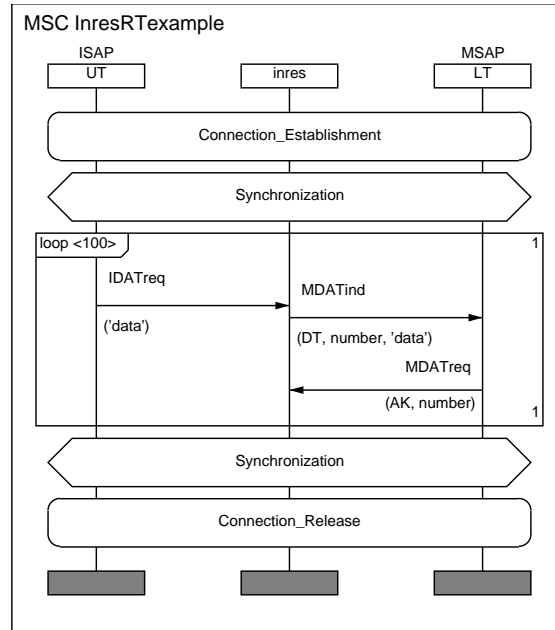 MSC InresRTexample
ISAP MSAP
UT inres LT
Connection_Establishment
Synchronization
loop <100> 1
IDATreq
MDATind
('data')
(DT, number, 'data')
MDATreq
(AK, number)
1
Synchronization
Connection_Release